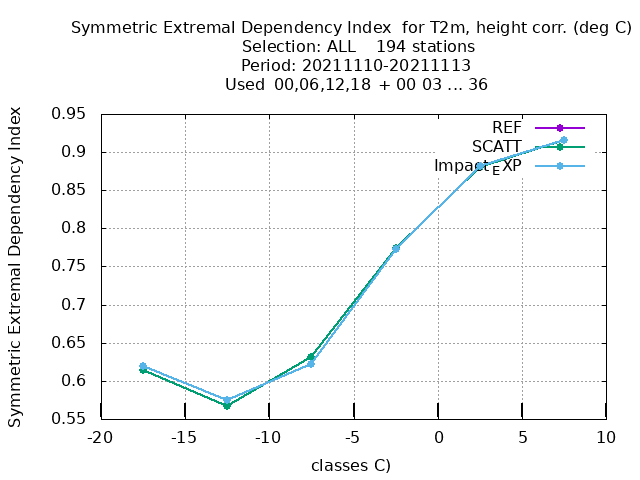 Symmetric Extremal Dependency Index  for T2m, height corr. (deg C)
Selection: ALL    194 stations
Period: 20211110-20211113
Used  00,06,12,18  + 00 03 ... 36
Symmetric Extremal Dependency Index
0.95
0.9
0.85
0.8
0.75
0.7
0.65
0.6
0.55
REF
SCATT
Impact_EXP
-20 -15 -10 -5 0 5 10
classes C)